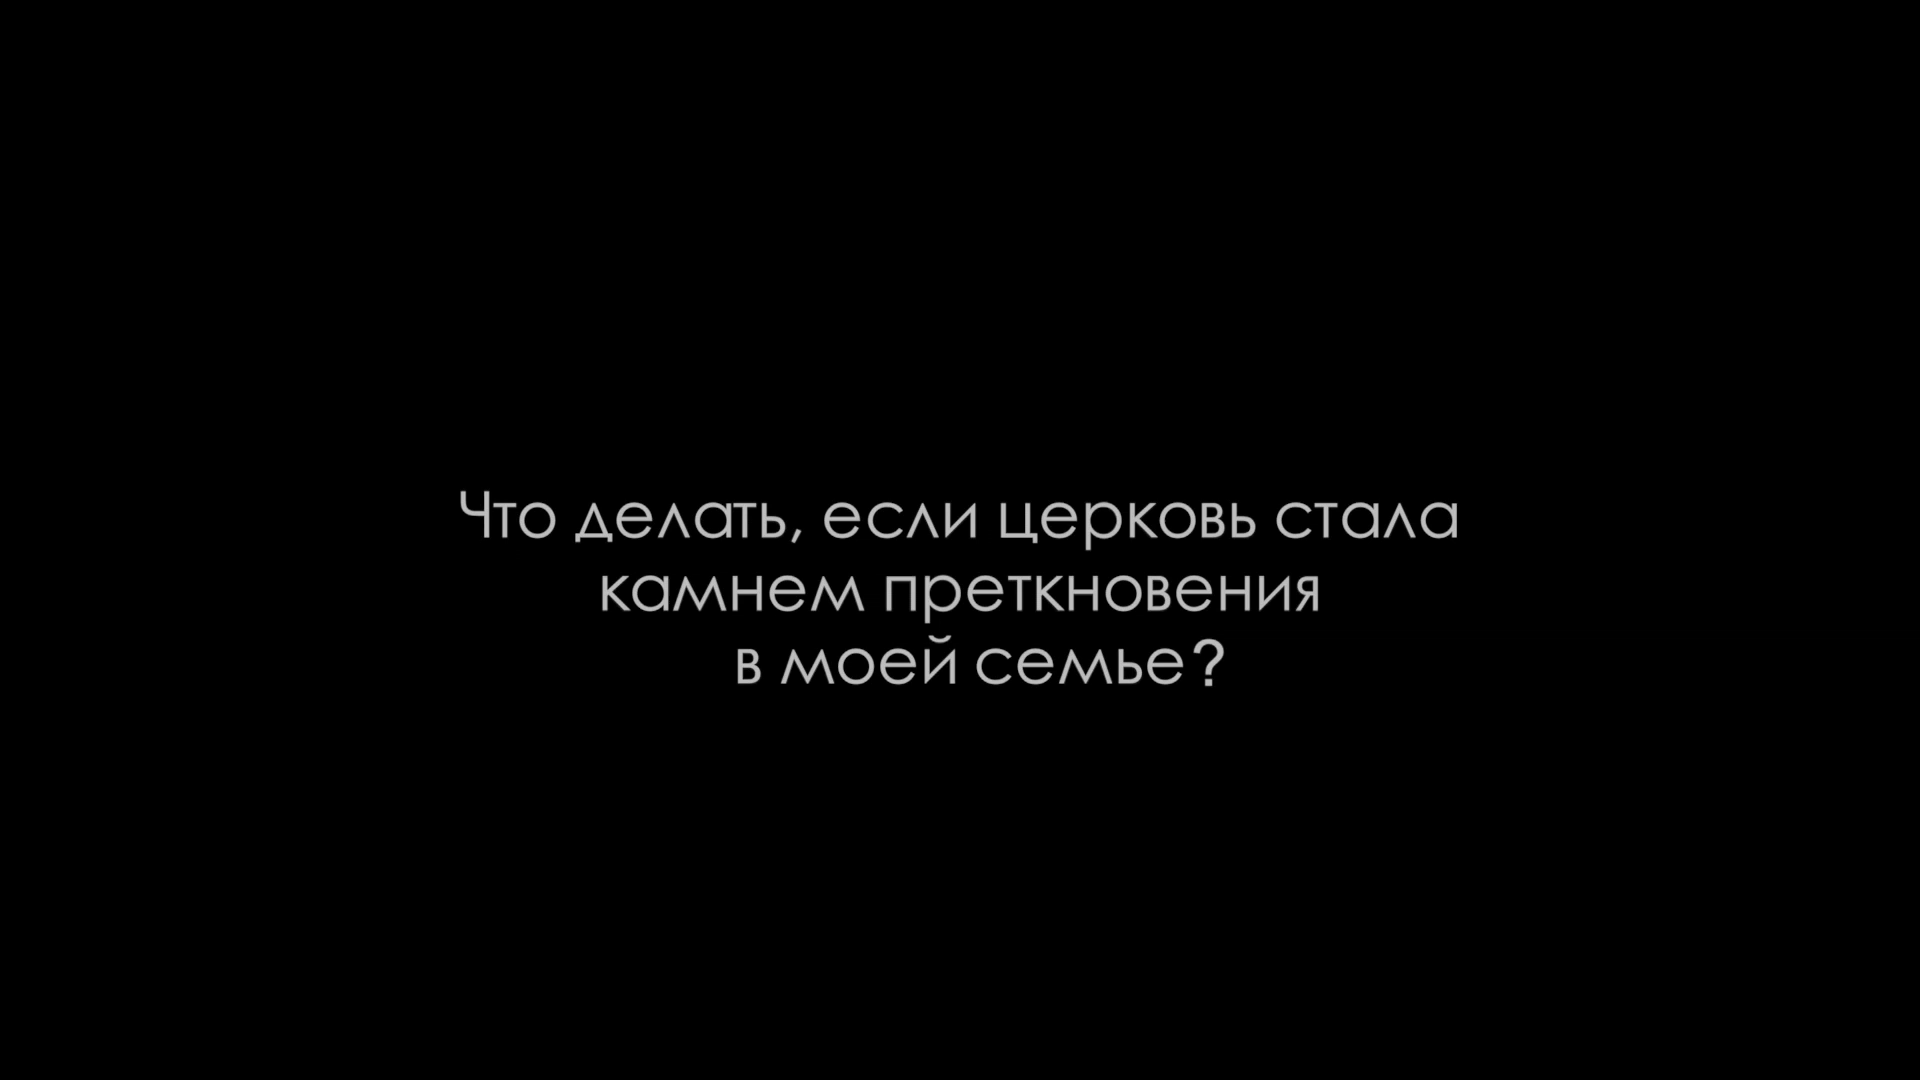 Что делать, если церковь стала
камнем преткновения
в моей семье?